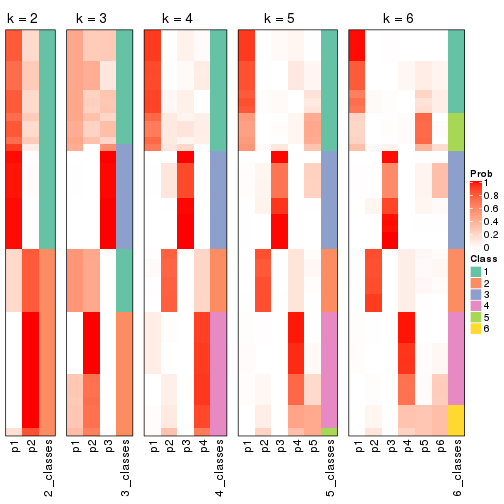 k = 2
k = 3
k = 4
k = 5
k = 6
p1
p2
2_classes
p1
p2
p3
3_classes
p1
p2
p3
p4
4_classes
p1
p2
p3
p4
p5
5_classes
p1
p2
p3
p4
p5
p6
6_classes
Prob
1
0.8
0.6
0.4
0.2
0
Class
1
2
3
4
5
6